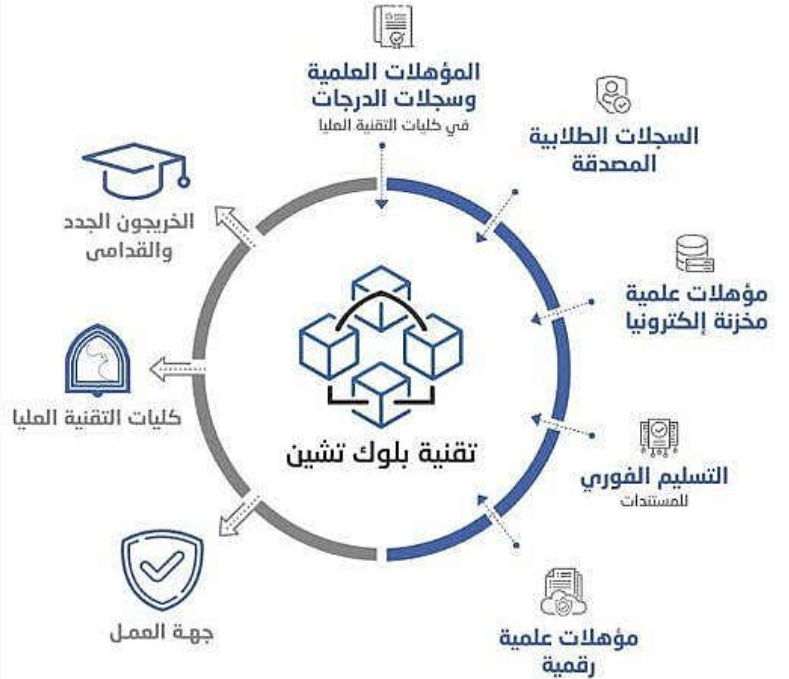 المؤهلات العلمية
وسجلات الدرجات
في كليات التقنية العليا
السجلات الطلابية
المصدقة
مؤهلات علمية
مخزنة إلكترونيا
التسليم الفوري
للمستندات
مؤهلات علمية
رقمية
تقنية بلوك تشين
الخريجون الجدد
والقدامى
كليات التقنية العليا
جهة العمل